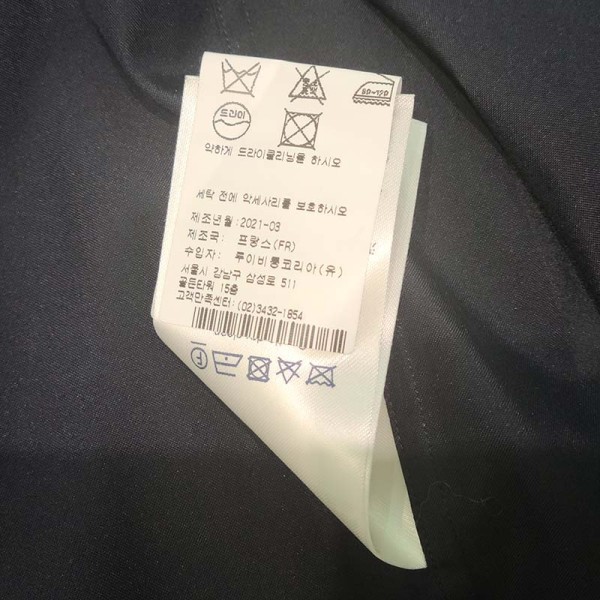 80~120
드라이
약하게 드라이클리닝을 하시오
세탁 전에 악세사리를 보호하시오
제조년월:2021-03
제조국: 프랑스(FR)
수입자: 루이비통코리아(유)
서울시 강남구 삼성로 511
골든타워 15층
고객만족센터:(02)3432-1854
F